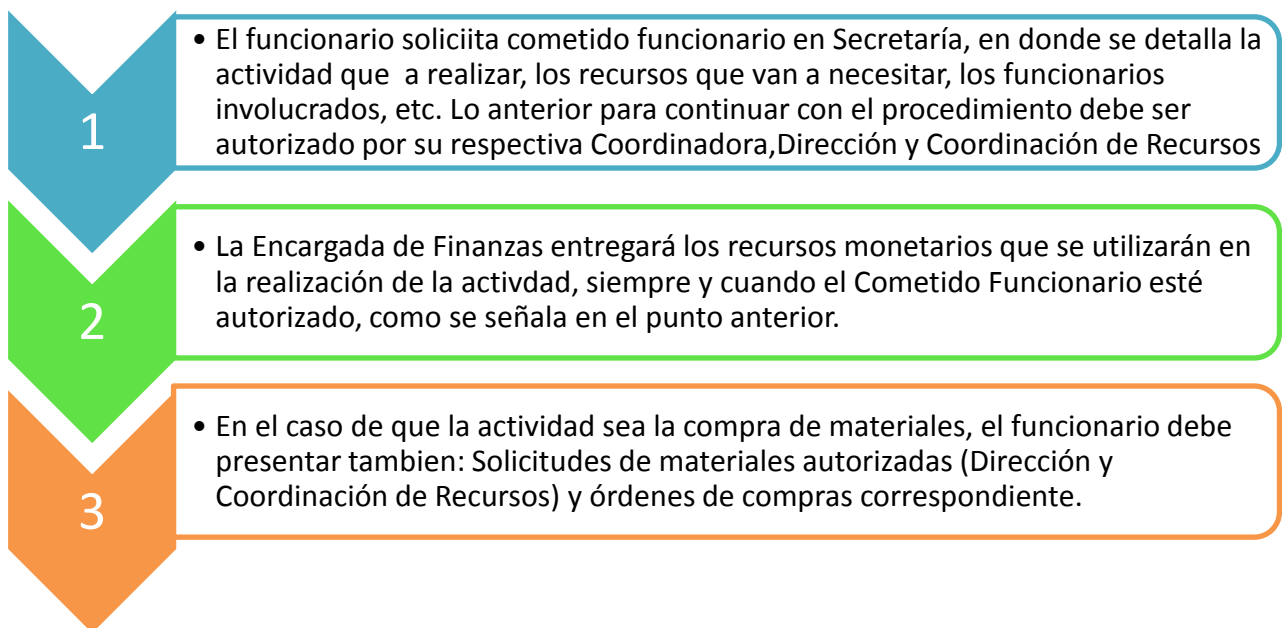 1
• El funcionario soliciita cometido funcionario en Secretaría, en donde se detalla la
actividad que  a realizar, los recursos que van a necesitar, los funcionarios
involucrados, etc. Lo anterior para continuar con el procedimiento debe ser
autorizado por su respectiva Coordinadora,Dirección y Coordinación de Recursos
2
• La Encargada de Finanzas entregará los recursos monetarios que se utilizarán en
la realización de la activdad, siempre y cuando el Cometido Funcionario esté
autorizado, como se señala en el punto anterior.
3
• En el caso de que la actividad sea la compra de materiales, el funcionario debe
presentar tambien: Solicitudes de materiales autorizadas (Dirección y
Coordinación de Recursos) y órdenes de compras correspondiente.